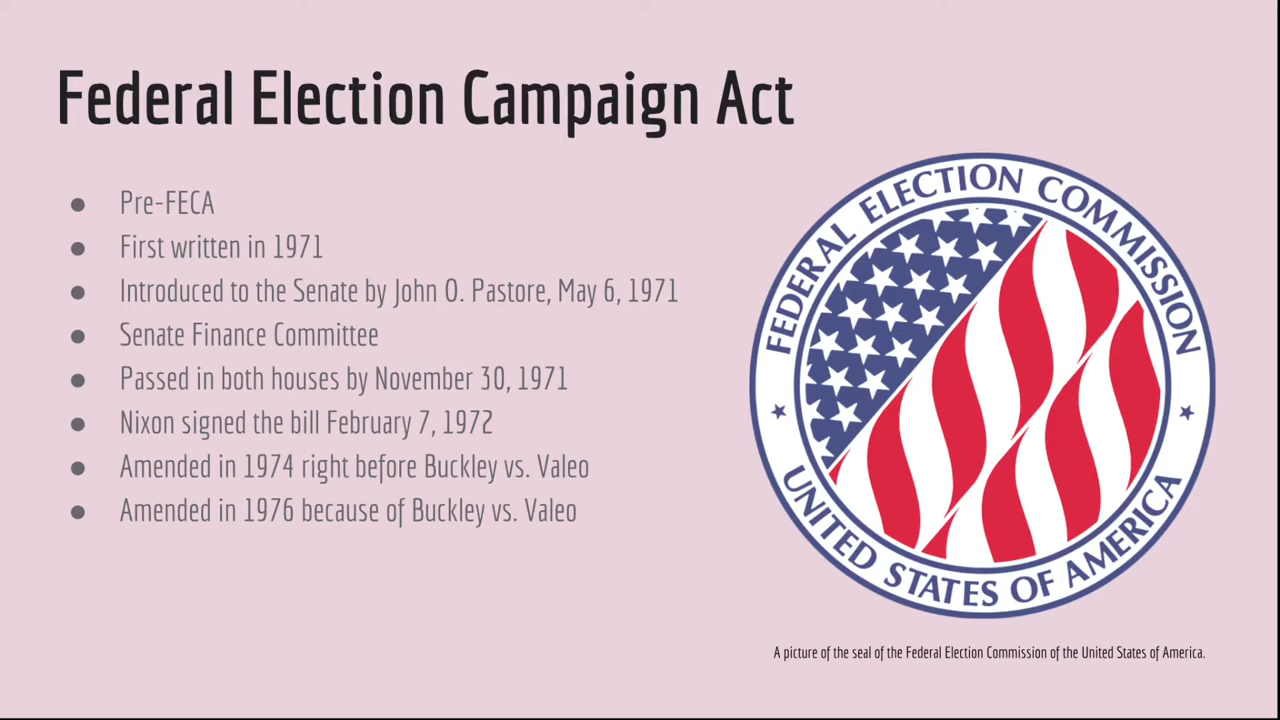 Federal Election Campaign Act
● Pre-FECA
● First written in 1971
● Introduced to the Senate by John O. Pastore, May 6, 1971
● Senate Finance Committee
● Passed in both houses by November 30, 1971
● Nixon signed the bill February 7, 1972
● Amended in 1974 right before Buckley vs. Valeo
● Amended in 1976 because of Buckley vs. Valeo
FEDERAL ELECTION COMMISSION
UNITED STATES OF AMERICA
A picture of the seal of the Federal Election Commission of the United States of America.